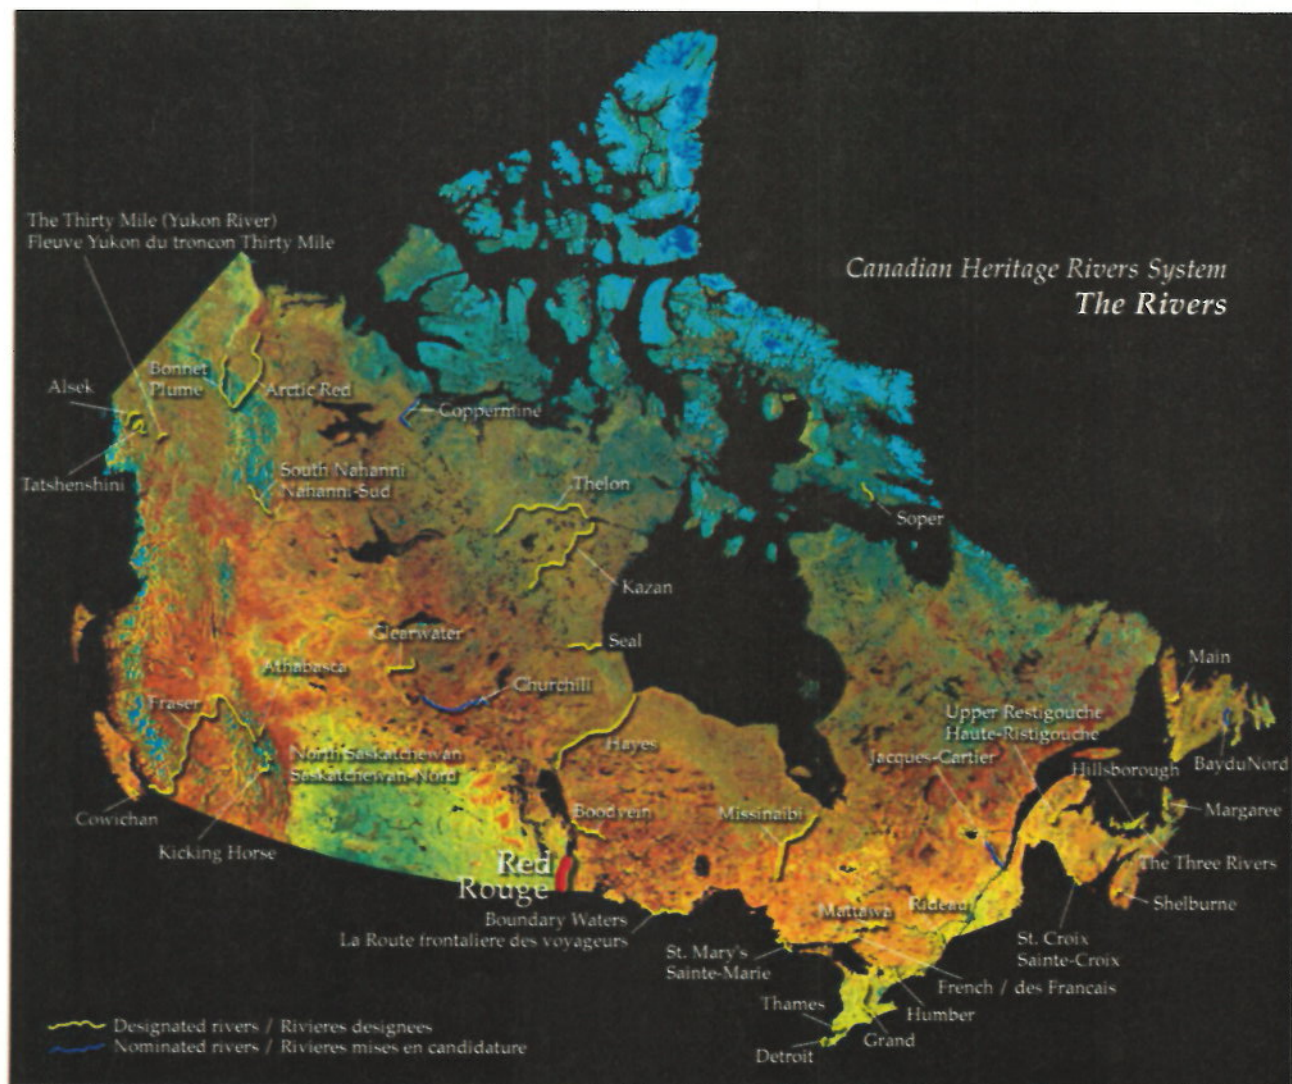 The Thirty Mile (Yukon River)
Fleuve Yukon du troncon Thirty Mile
Canadian Heritage Rivers System
The Rivers
Bonnet
Plume
Alsek
Arctic Red
Coppermine
Tatshenshini
South Nahanni
Nahanni-Sud
Thelon
Soper
Kazan
Clearwater
Seal
Athabasca
Churchill
Main
Fraser
Upper Restigouche
Haute-Ristigouche
Hayes
North Saskatchewan
Saskatchewan-Nord
Jacques-Cartier
Hillsborough
BayduNord
Cowichan
Boodvein
Missinaibi
Margaree
Kicking Horse
The Three Rivers
Red
Rouge
Shelburne
Mattawa
Rideau
Boundary Waters
La Route frontaliere des voyageurs
St. Mary's
Sainte-Marie
St. Croix
Sainte-Croix
French / des Francais
Thames
Humber
Grand
Detroit
Designated rivers / Rivieres designees
Nominated rivers / Rivieres mises en candidature